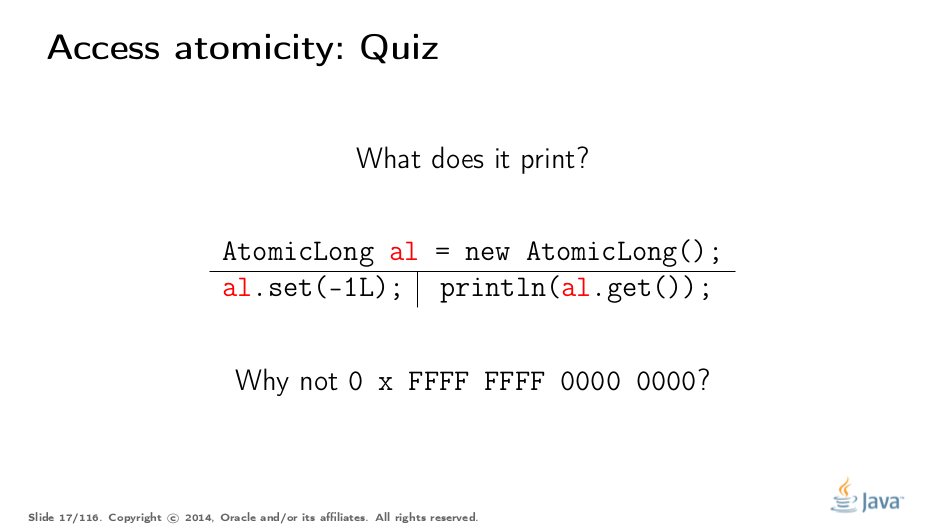 Access atomicity: Quiz
What does it print?
AtomicLong al = new AtomicLong();
al.set(-1L); println(al.get());
Why not 0 x FFFF FFFF 0000 0000?
Java™
Slide 17/116. Copyright © 2014, Oracle and/or its affiliates. All rights reserved.